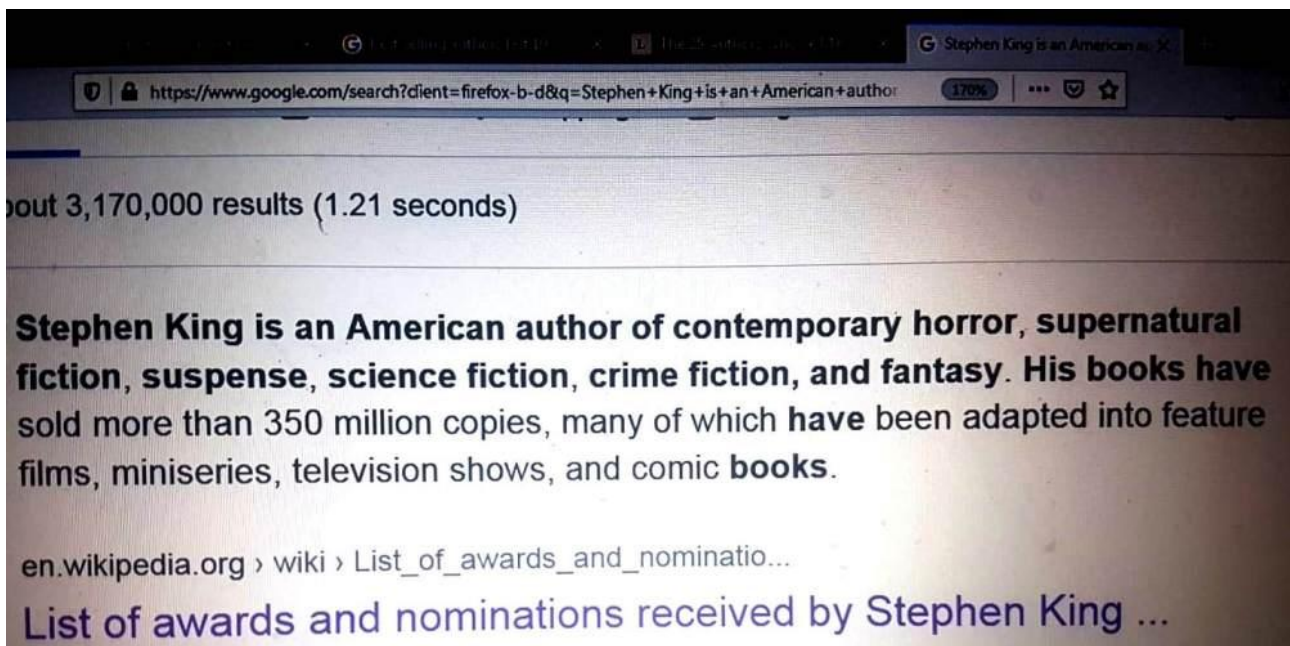 Stephen King is an American au
https://www.google.com/search?client=firefox-b-d&q=Stephen+King+is+an+American+author
170%
out 3,170,000 results (1.21 seconds)
Stephen King is an American author of contemporary horror, supernatural
fiction, suspense, science fiction, crime fiction, and fantasy. His books have
sold more than 350 million copies, many of which have been adapted into feature
films, miniseries, television shows, and comic books.
en.wikipedia.org › wiki › List_of_awards_and_nominatio...
List of awards and nominations received by Stephen King ...